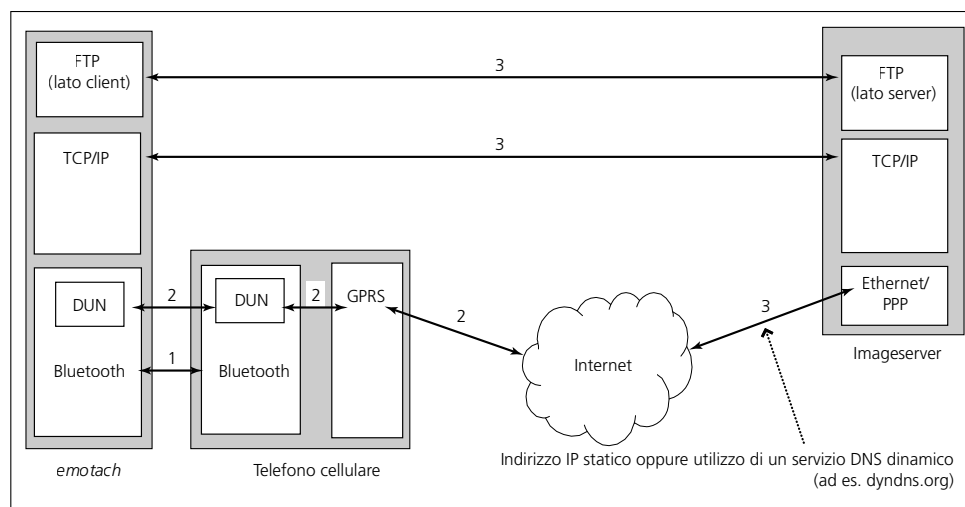 FTP
(lato client)
3
FTP
(lato server)
TCP/IP
3
TCP/IP
DUN
2
DUN
2
GPRS
2
Internet
3
Ethernet/
PPP
Bluetooth
1
Bluetooth
Imageserver
emotach
Telefono cellulare
Indirizzo IP statico oppure utilizzo di un servizio DNS dinamico
(ad es. dyndns.org)